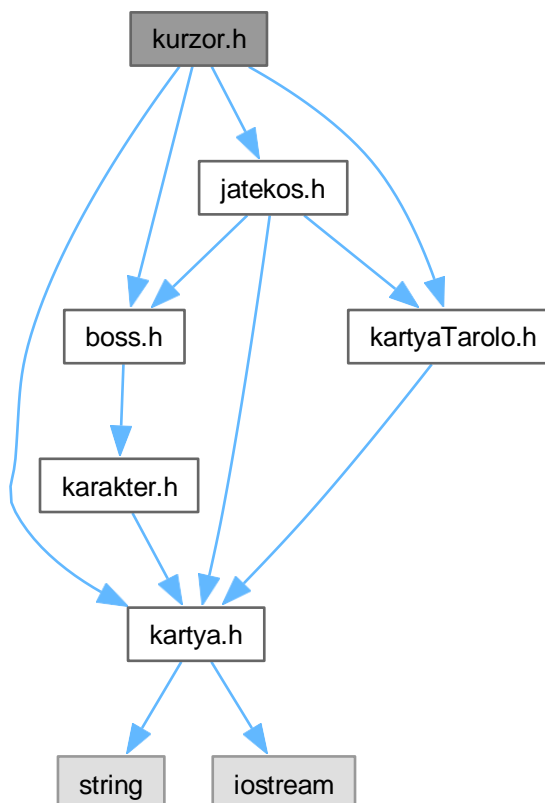 kurzor.h
jatekos.h
boss.h
kartyaTarolo.h
karakter.h
kartya.h
string
iostream